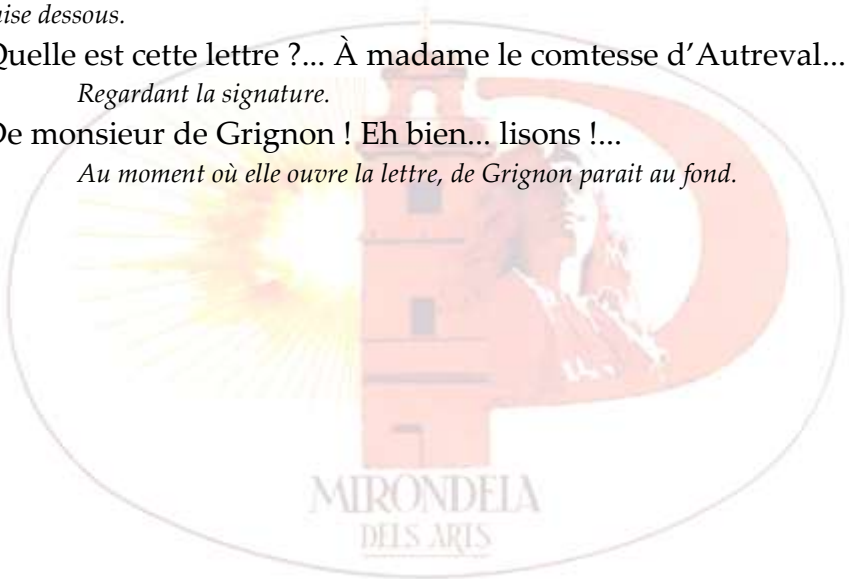 aise dessous.
Quelle est cette lettre ?... À madame le comtesse d’Autreval...
Regardant la signature.
De monsieur de Grignon ! Eh bien... lisons !...
Au moment où elle ouvre la lettre, de Grignon parait au fond.
MIRONDELA
DELS ARTS